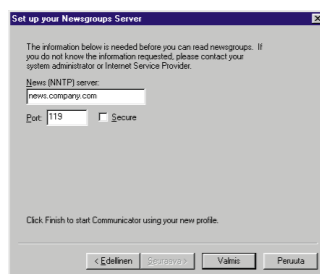 Set up your Newsgroups Server
The information below is needed before you can read newsgroups. If
you do not know the information requested, please contact your
system administrator or Internet Service Provider.
News (NNTP) server:
news.company.com
Port: 119 Secure
Click Finish to start Communicator using your new profile.
< Edellinen Seuraava > Valmis Peruuta